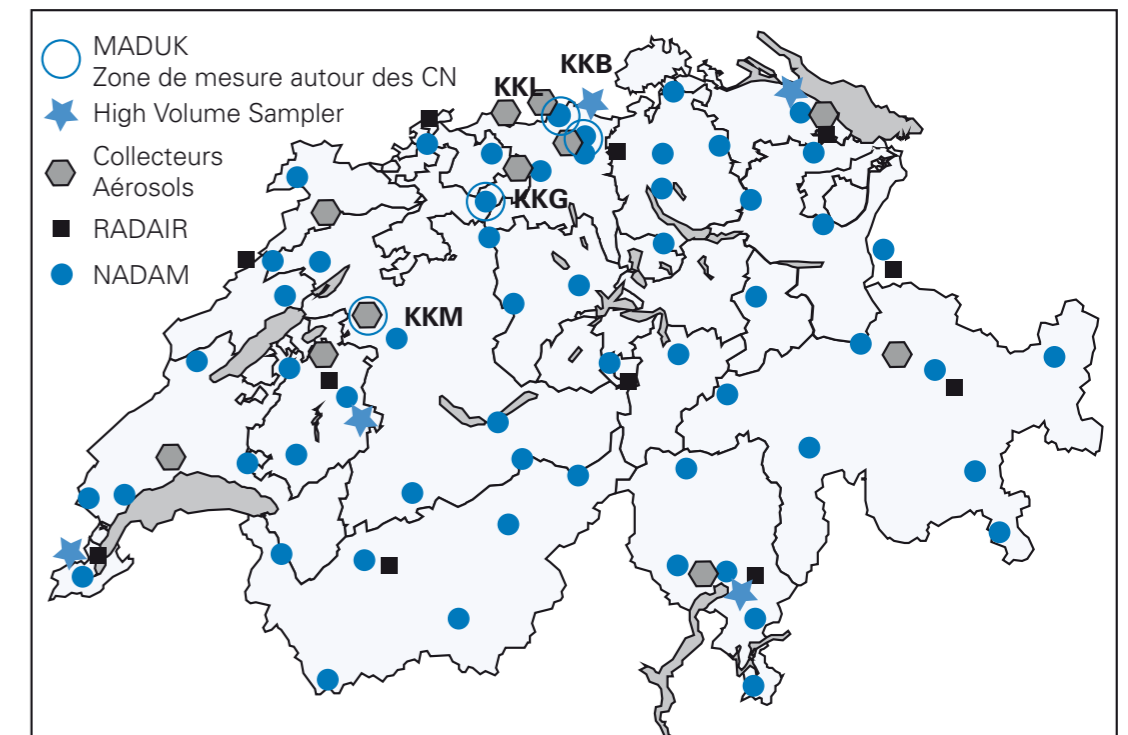 MADUK
Zone de mesure autour des CN
High Volume Sampler
Collecteurs
Aérosols
RADAIR
NADAM
KKB
KKL
KKG
KKM